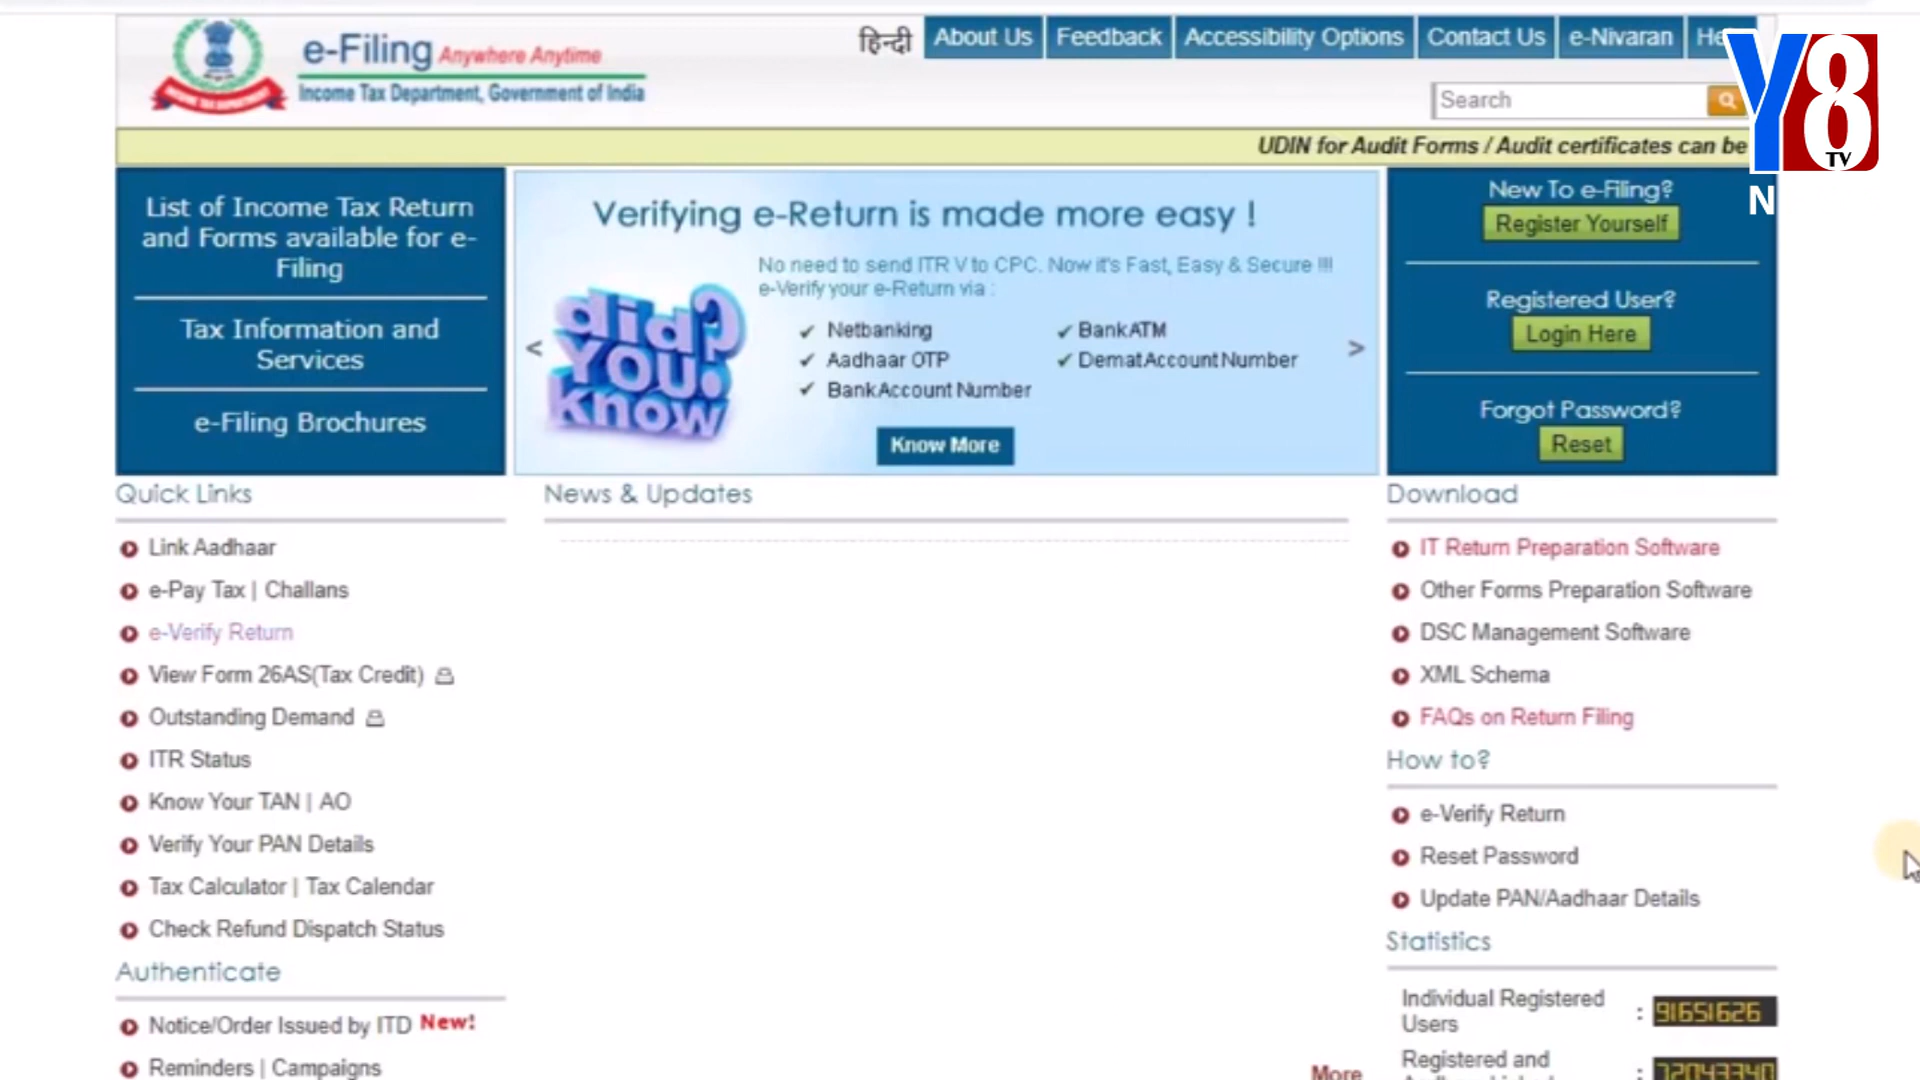 e-Filing Anywhere Anytime
Income Tax Department, Government of India
हिन्दी About Us Feedback Accessibility Options Contact Us e-Nivaran
Search
UDIN for Audit Forms / Audit certificates can be
Y8
TV
N
List of Income Tax Return
and Forms available for e-
Filing
Tax Information and
Services
e-Filing Brochures
Verifying e-Return is made more easy !
No need to send ITR V to CPC. Now it's Fast, Easy & Secure !!!
e-Verify your e-Return via :
✓ Netbanking
✓ Aadhaar OTP
✓ BankAccount Number
✓ BankATM
✓ DematAccountNumber
did
YOU
know?
<
>
Know More
New To e-Filing?
Register Yourself
Registered User?
Login Here
Forgot Password?
Reset
Quick Links
Link Aadhaar
e-Pay Tax | Challans
e-Verify Return
View Form 26AS(Tax Credit)
Outstanding Demand
ITR Status
Know Your TAN | AO
Verify Your PAN Details
Tax Calculator | Tax Calendar
Check Refund Dispatch Status
Authenticate
Notice/Order Issued by ITD New!
Reminders | Campaigns
News & Updates
More
Download
IT Return Preparation Software
Other Forms Preparation Software
DSC Management Software
XML Schema
FAQs on Return Filing
How to?
e-Verify Return
Reset Password
Update PAN/Aadhaar Details
Statistics
Individual Registered
Users : 91651626
Registered and
: 72043340